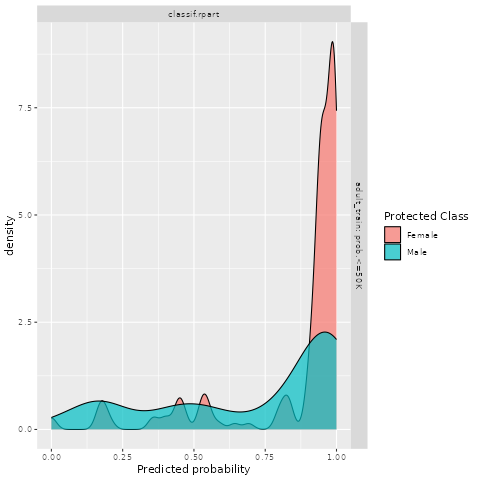 classif.rpart
7.5
5.0
2.5
0.0
density
0.00 0.25 0.50 0.75 1.00
Predicted probability
adult_train: prob.<=50K
Protected Class
Female
Male